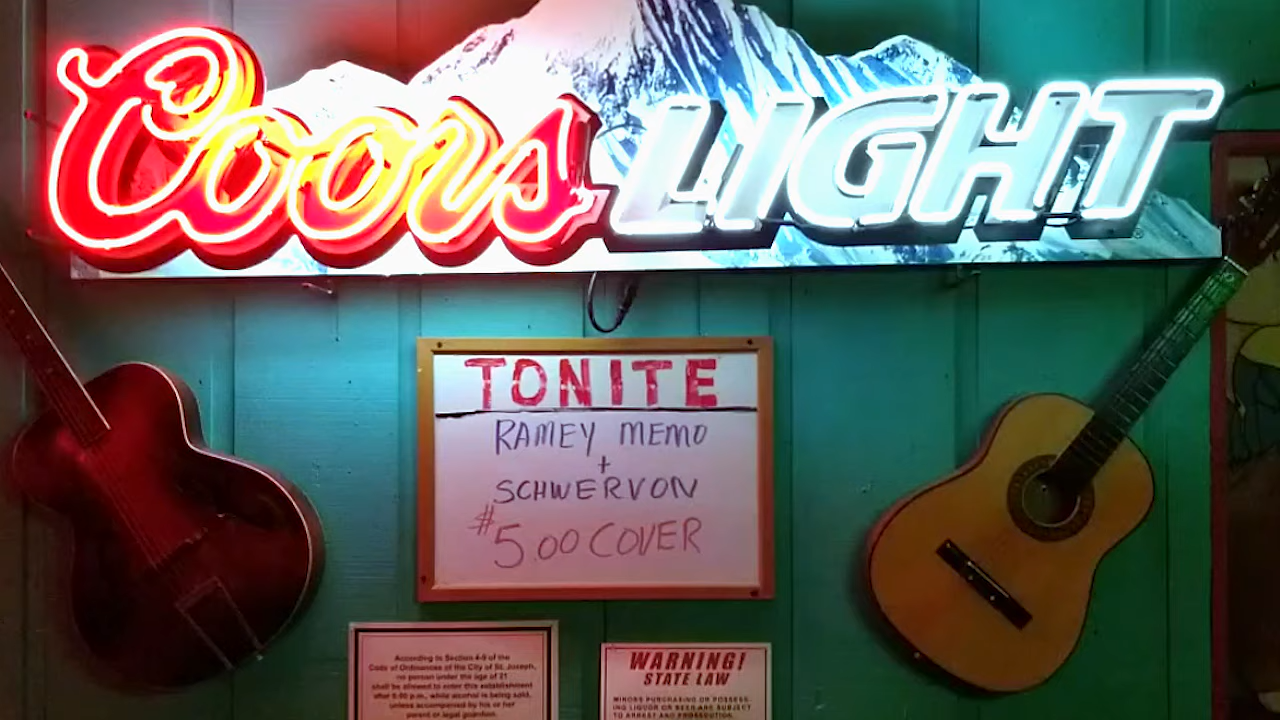 Coors LIGHT
TONITE
RAMEY MEMO
+
SCHWERVON
#5.00 COVER
According to Section 4-9 of the
Code of Ordinances of the City of St. Joseph,
no person under the age of 21
shall be allowed to enter this establishment
after 9:00 p.m., while alcohol is being sold,
unless accompanied by his or her
parent or legal guardian.
WARNING!
STATE LAW
MINORS PURCHASING OR POSSESS-
ING LIQUOR OR BEER ARE SUBJECT
TO ARREST AND PROSECUTION.